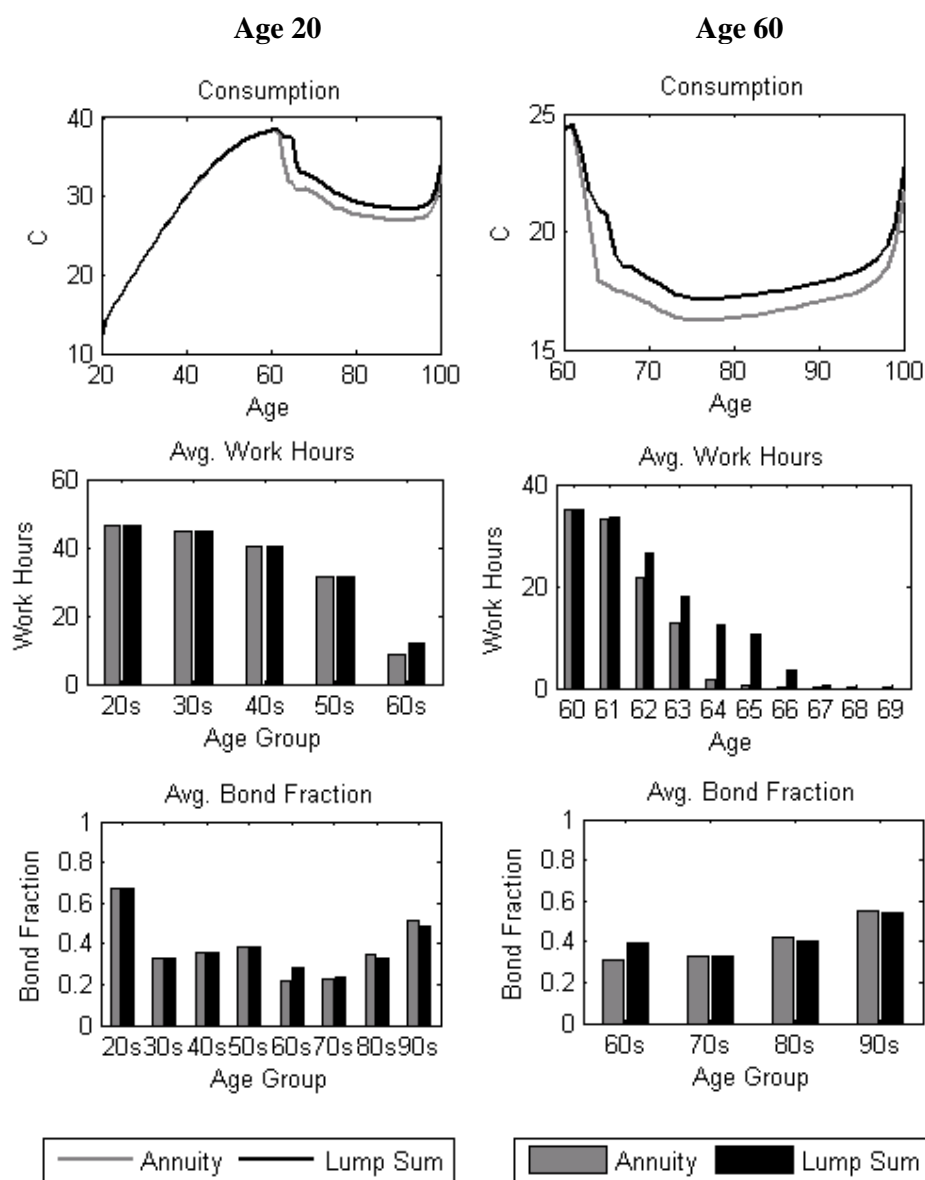 Age 20
Age 60
Consumption
40
30
20
10
C
20 40 60 80 100
Age
Consumption
25
20
15
C
60 70 80 90 100
Age
Avg. Work Hours
60
40
20
0
Work Hours
20s 30s 40s 50s 60s
Age Group
Avg. Work Hours
40
20
0
Work Hours
60 61 62 63 64 65 66 67 68 69
Age
Avg. Bond Fraction
1
0.8
0.6
0.4
0.2
0
Bond Fraction
20s 30s 40s 50s 60s 70s 80s 90s
Age Group
Avg. Bond Fraction
1
0.8
0.6
0.4
0.2
0
Bond Fraction
60s 70s 80s 90s
Age Group
Annuity Lump Sum
Annuity Lump Sum